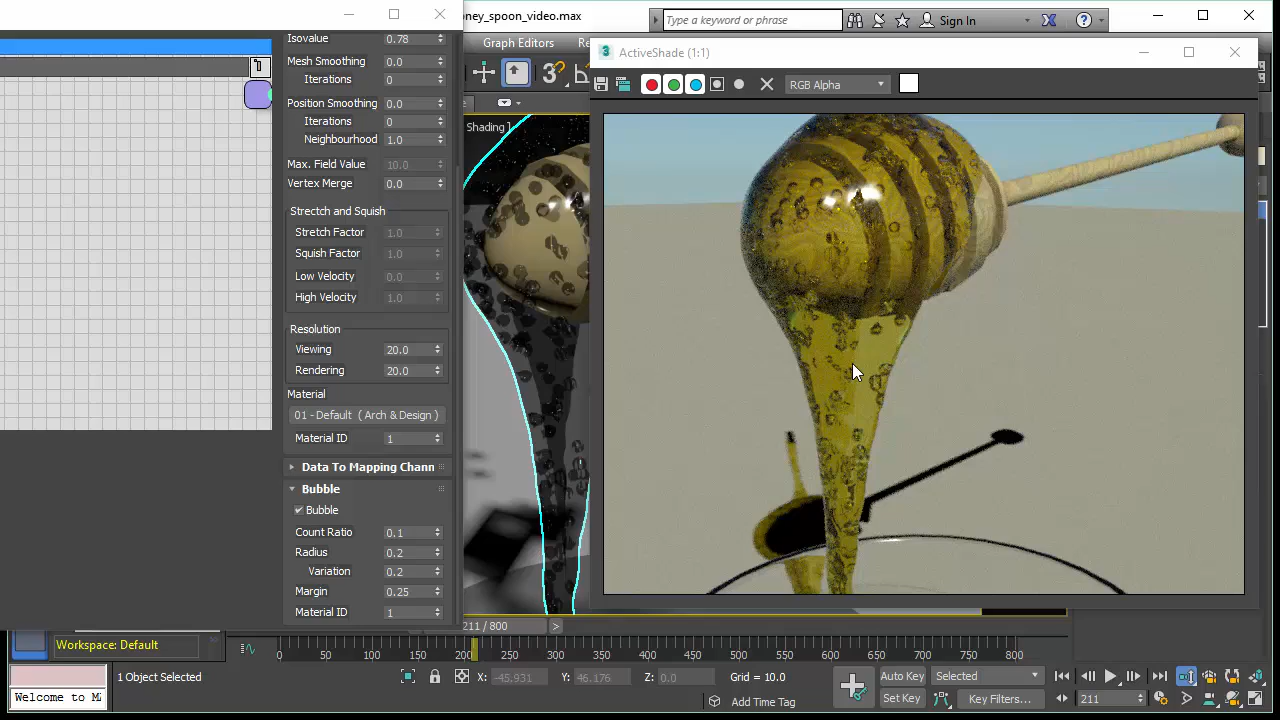 oney_spoon_video.max
Type a keyword or phrase
Sign In
Graph Editors
Re
Isovalue 0.78
Mesh Smoothing 0.0
Iterations 0
Position Smoothing 0.0
Iterations 0
Neighbourhood 1.0
Max. Field Value 10.0
Vertex Merge 0.0
Stretch and Squish
Stretch Factor 1.0
Squish Factor 1.0
Low Velocity 0.0
High Velocity 1.0
Resolution
Viewing 20.0
Rendering 20.0
Material
01 - Default ( Arch & Design )
Material ID 1
Data To Mapping Chann
Bubble
Bubble
Count Ratio 0.1
Radius 0.2
Variation 0.2
Margin 0.25
Material ID 1
Shading ]
ActiveShade (1:1)
RGB Alpha
211 / 800
Workspace: Default
0 50 100 150 200 250 300 350 400 450 500 550 600 650 700 750 800
1 Object Selected
X: -45.931 Y: 46.176 Z: 0.0
Grid = 10.0
Auto Key
Selected
Welcome to M
Add Time Tag
Set Key
Key Filters...
211